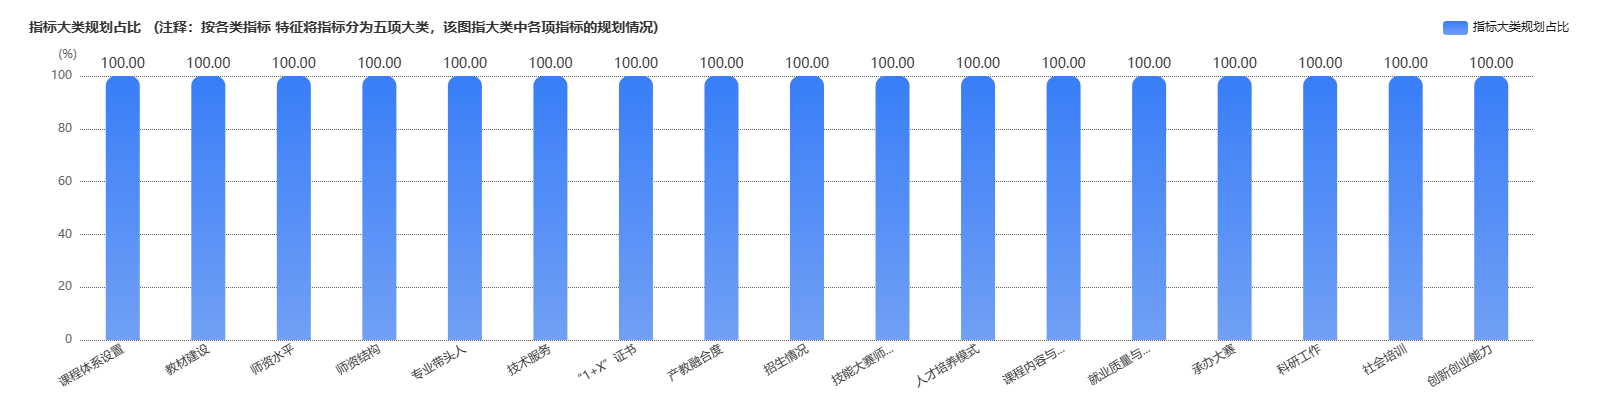 指标大类规划占比 (注释：按各类指标 特征将指标分为五项大类，该图指大类中各项指标的规划情况)
指标大类规划占比
(%)
100.00 100.00 100.00 100.00 100.00 100.00 100.00 100.00 100.00 100.00 100.00 100.00 100.00 100.00 100.00 100.00 100.00
100
80
60
40
20
0
课程体系设置 教材建设 师资水平 师资结构 专业带头人 技术服务 “1+X”证书 产教融合度 招生情况 技能大赛师... 人才培养模式 课程内容与... 就业质量与... 承办大赛 科研工作 社会培训 创新创业能力